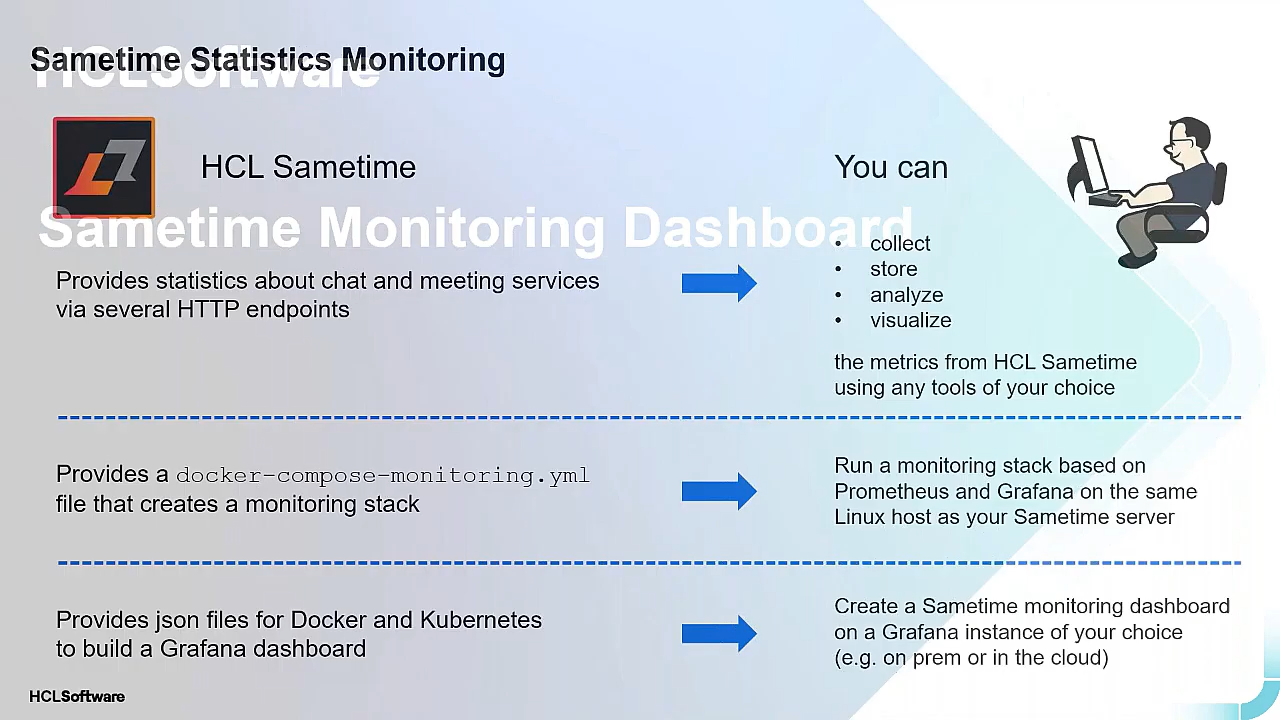 Sametime Statistics Monitoring
HCLSoftware
HCL Sametime
You can
Sametime Monitoring Dashboard
Provides statistics about chat and meeting services
via several HTTP endpoints
• collect
• store
• analyze
• visualize
the metrics from HCL Sametime
using any tools of your choice
Provides a docker-compose-monitoring.yml
file that creates a monitoring stack
Run a monitoring stack based on
Prometheus and Grafana on the same
Linux host as your Sametime server
Provides json files for Docker and Kubernetes
to build a Grafana dashboard
Create a Sametime monitoring dashboard
on a Grafana instance of your choice
(e.g. on prem or in the cloud)
HCLSoftware